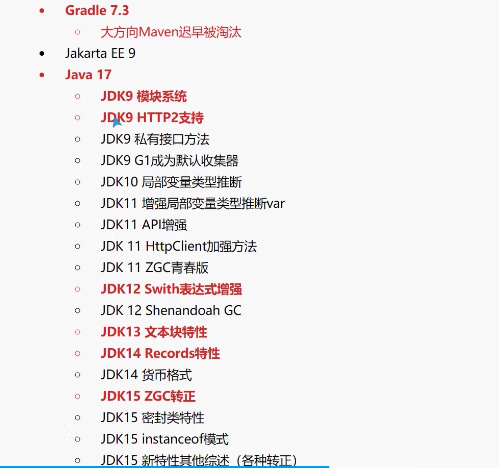 Gradle 7.3
大方向Maven迟早被淘汰
Jakarta EE 9
Java 17
JDK9 模块系统
JDK9 HTTP2支持
JDK9 私有接口方法
JDK9 G1成为默认收集器
JDK10 局部变量类型推断
JDK11 增强局部变量类型推断var
JDK11 API增强
JDK 11 HttpClient加强方法
JDK 11 ZGC青春版
JDK12 Swith表达式增强
JDK 12 Shenandoah GC
JDK13 文本块特性
JDK14 Records特性
JDK14 货币格式
JDK15 ZGC转正
JDK15 密封类特性
JDK15 instanceof模式
JDK15 新特性其他综述（各种转正）